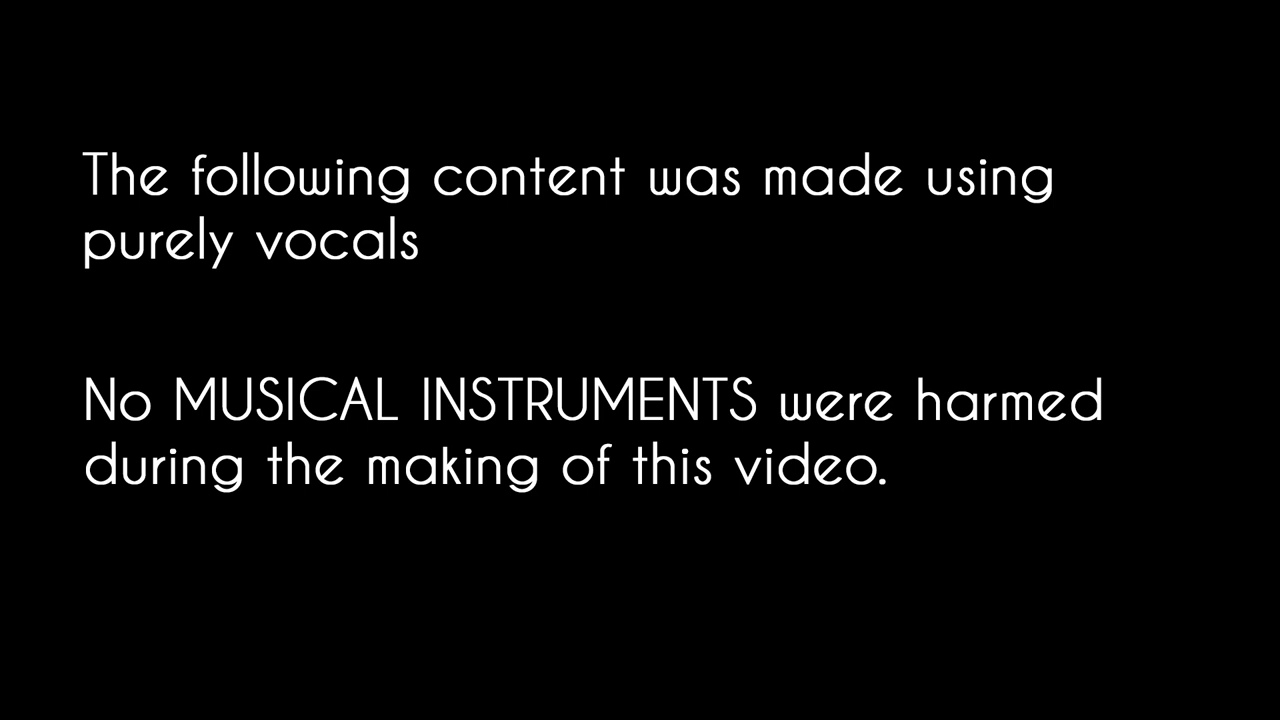 The following content was made using
purely vocals
No MUSICAL INSTRUMENTS were harmed
during the making of this video.